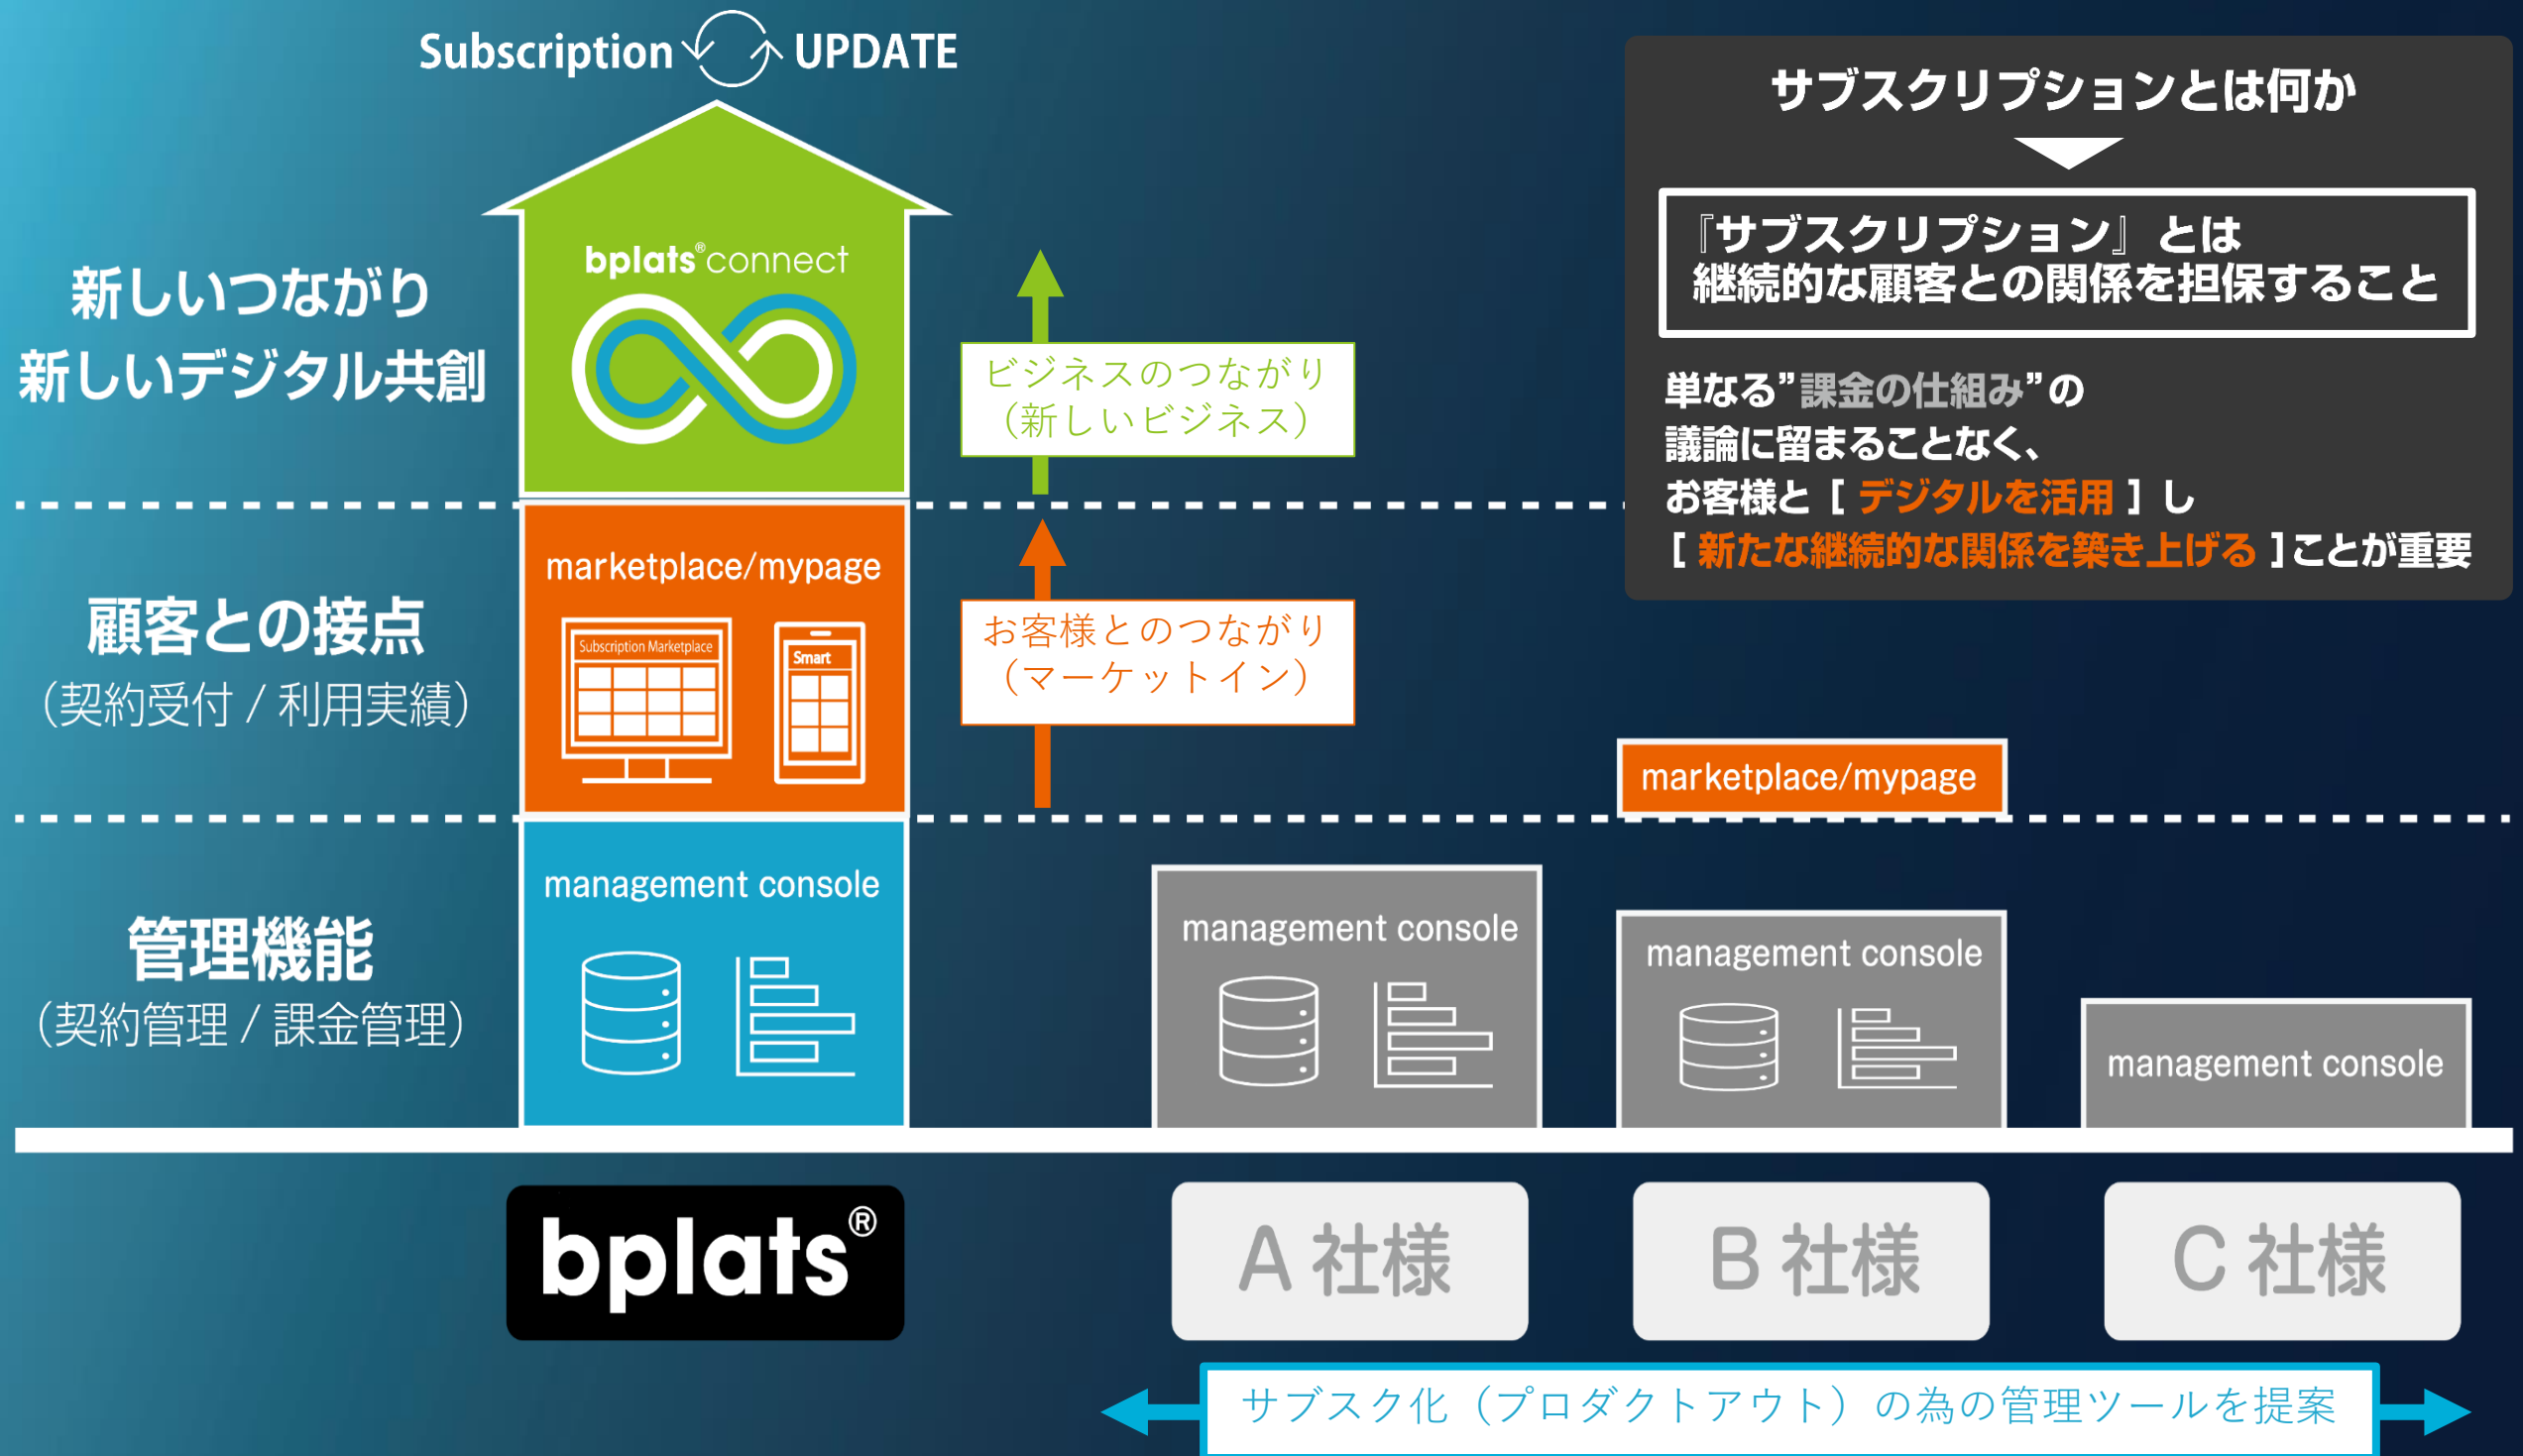 Subscription UPDATE
サブスクリプションとは何か
『サブスクリプション』とは
継続的な顧客との関係を担保すること
単なる”課金の仕組み”の
議論に留まることなく、
お客様と [ デジタルを活用 ] し
[ 新たな継続的な関係を築き上げる ]ことが重要
新しいつながり
新しいデジタル共創
bplats®connect
ビジネスのつながり
（新しいビジネス）
顧客との接点
（契約受付 / 利用実績）
marketplace/mypage
Subscription Marketplace
Smart
お客様とのつながり
（マーケットイン）
marketplace/mypage
管理機能
（契約管理 / 課金管理）
management console
management console
management console
management console
bplats®
A 社様
B 社様
C 社様
サブスク化（プロダクトアウト）の為の管理ツールを提案